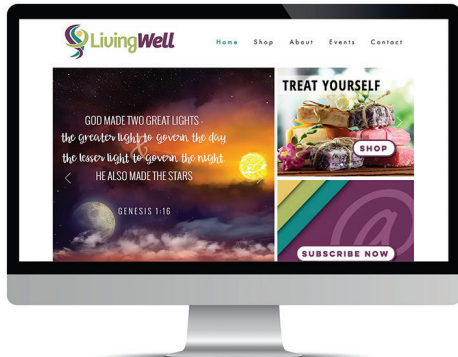 LivingWell
Home Shop About Events Contact
GOD MADE TWO GREAT LIGHTS -
the greater light to govern the day
the lesser light to govern the night.
HE ALSO MADE THE STARS
GENESIS 1:16
TREAT YOURSELF
SHOP
@
SUBSCRIBE NOW